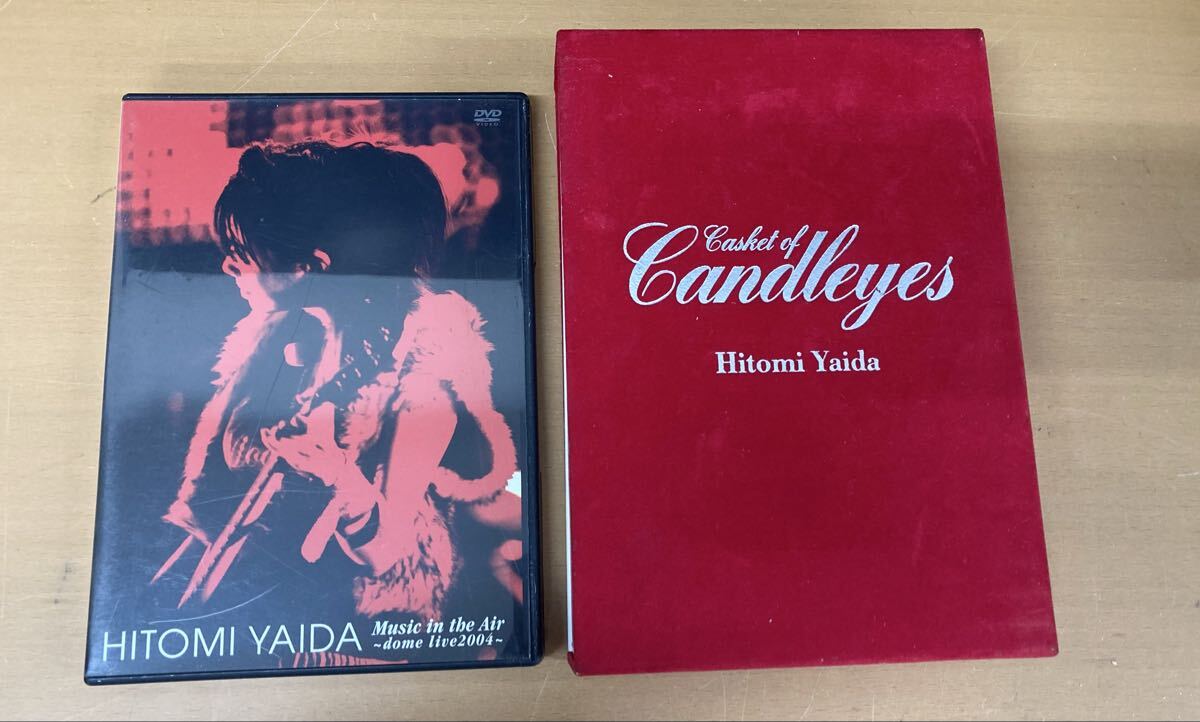 DVD
VIDEO
HITOMI YAIDA
Music in the Air
~dome live2004~
Casket of
Candleyes
Hitomi Yaida